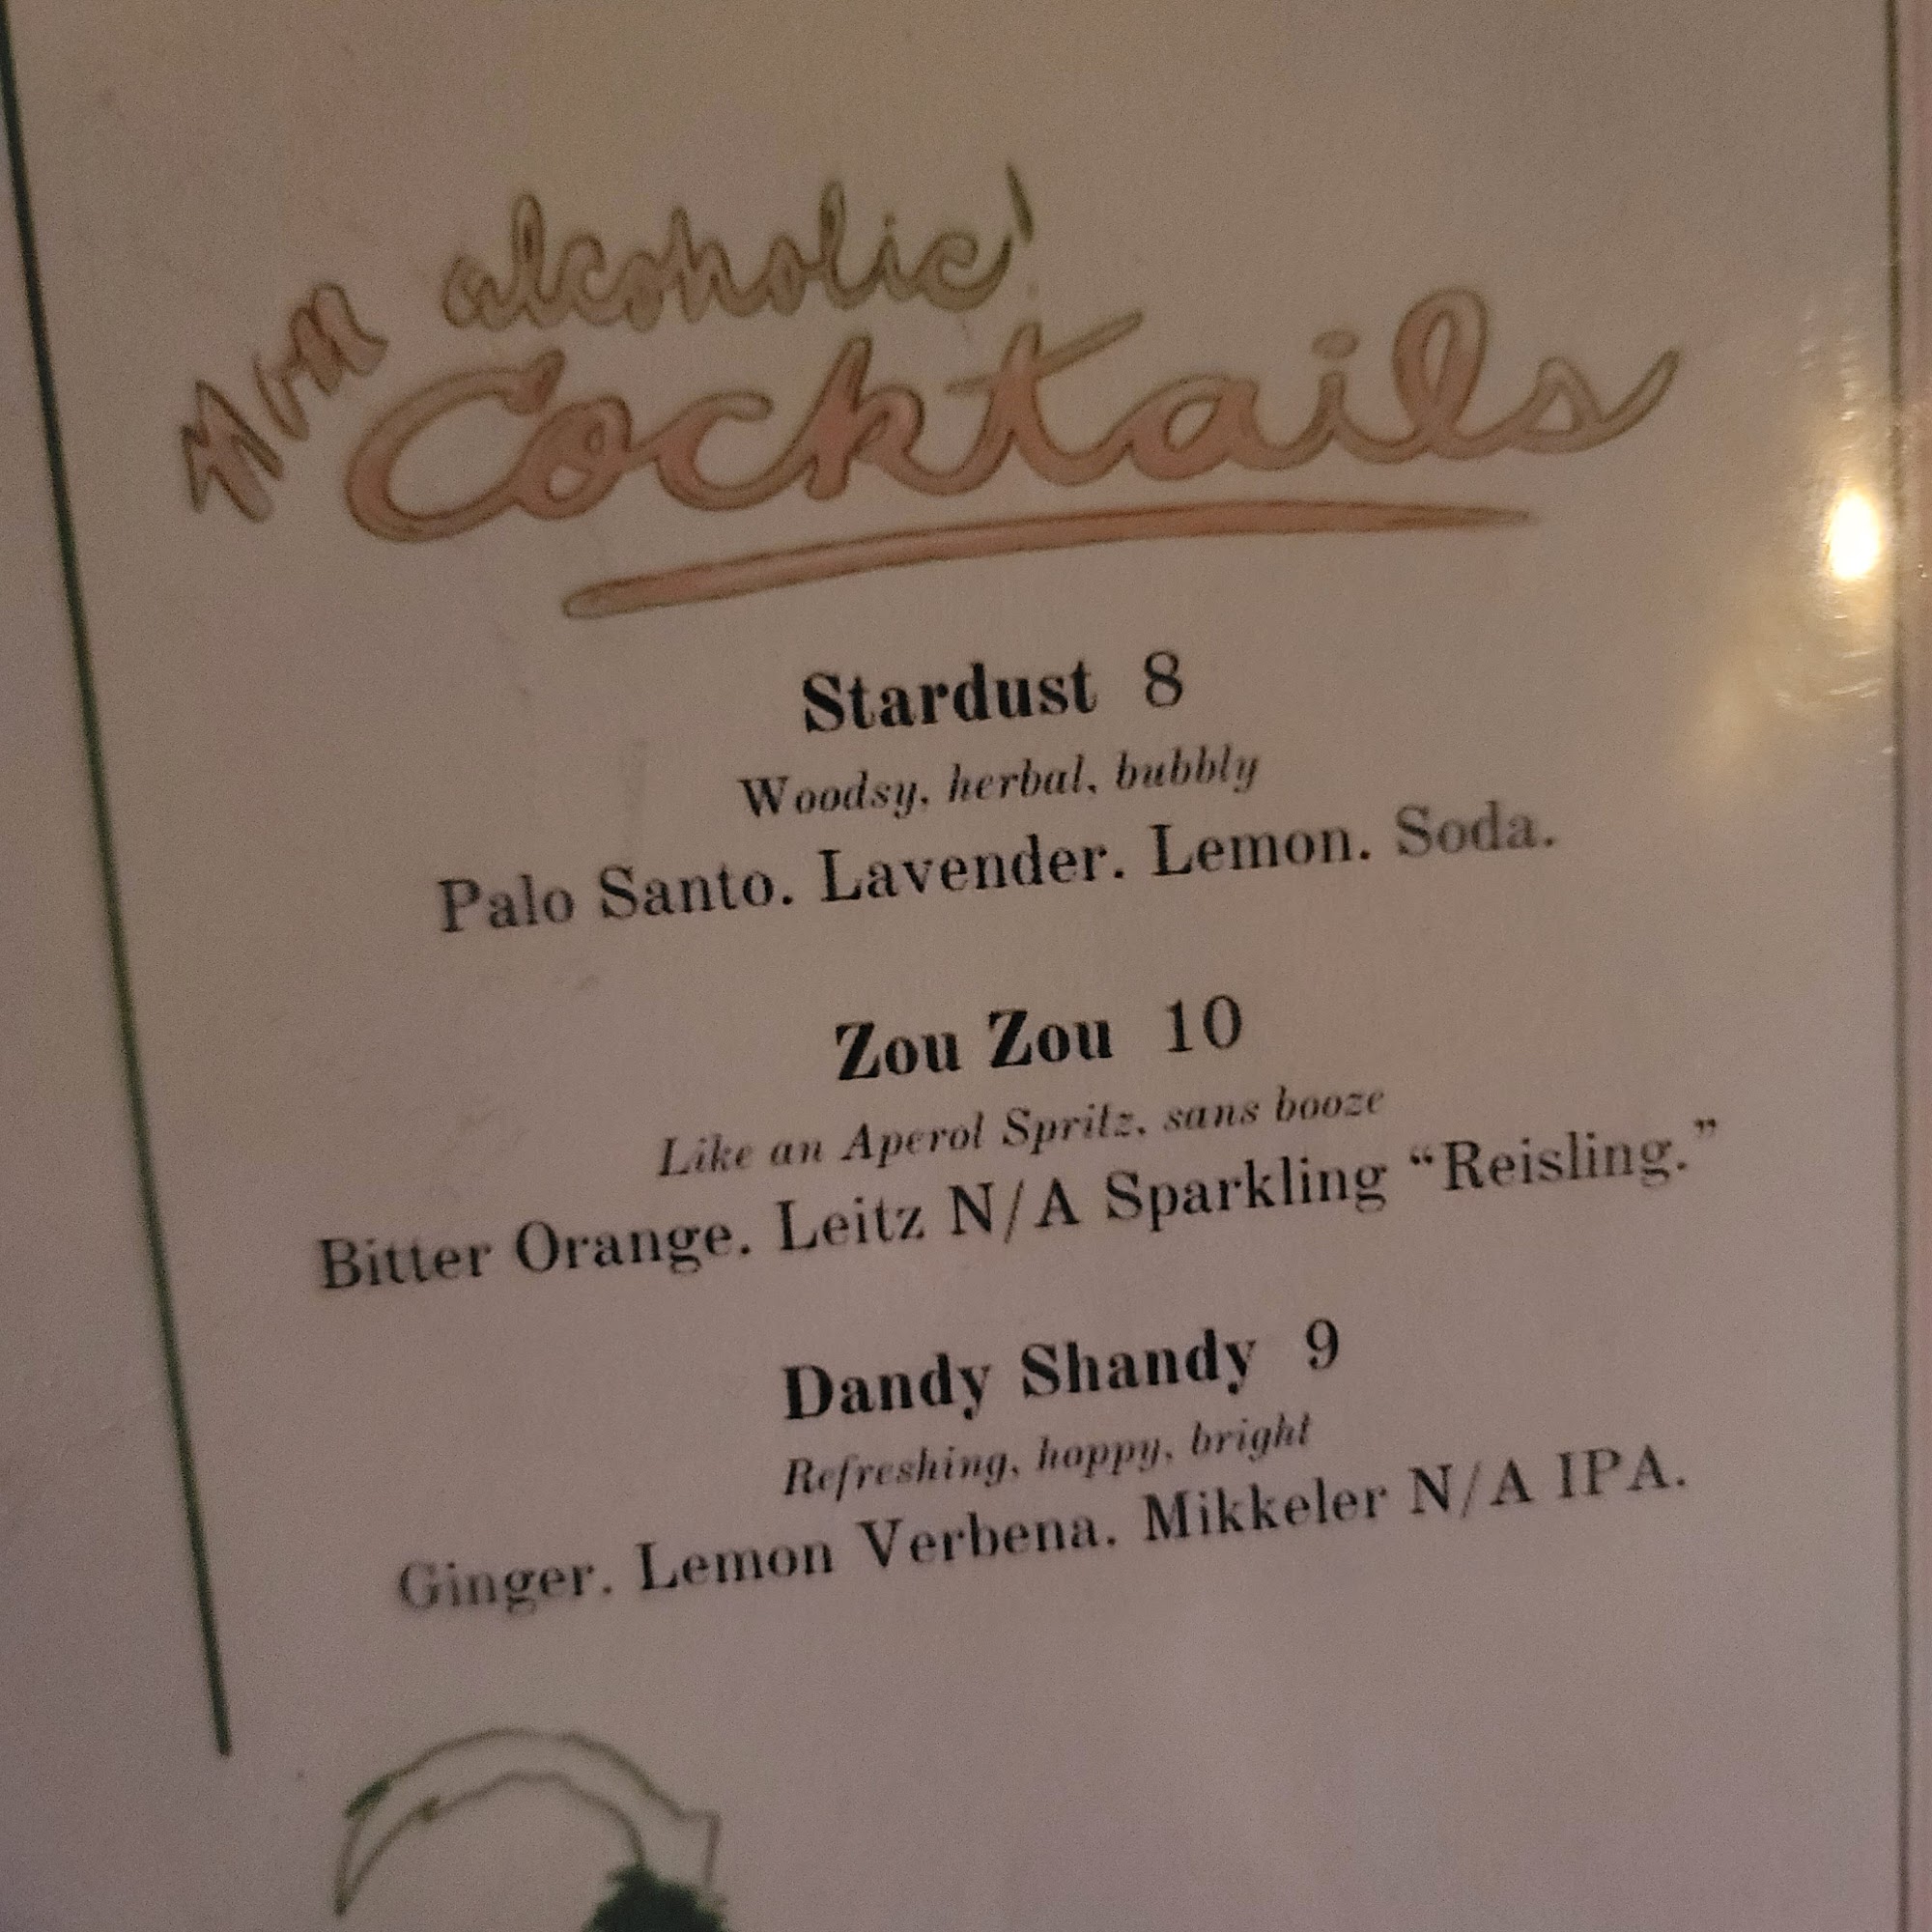 Non alcoholic
Cocktails
Stardust 8
Woodsy, herbal, bubbly
Palo Santo. Lavender. Lemon. Soda.
Zou Zou 10
Like an Aperol Spritz, sans booze
Bitter Orange. Leitz N/A Sparkling “Reisling.”
Dandy Shandy 9
Refreshing, hoppy, bright
Ginger. Lemon Verbena. Mikkeler N/A IPA.